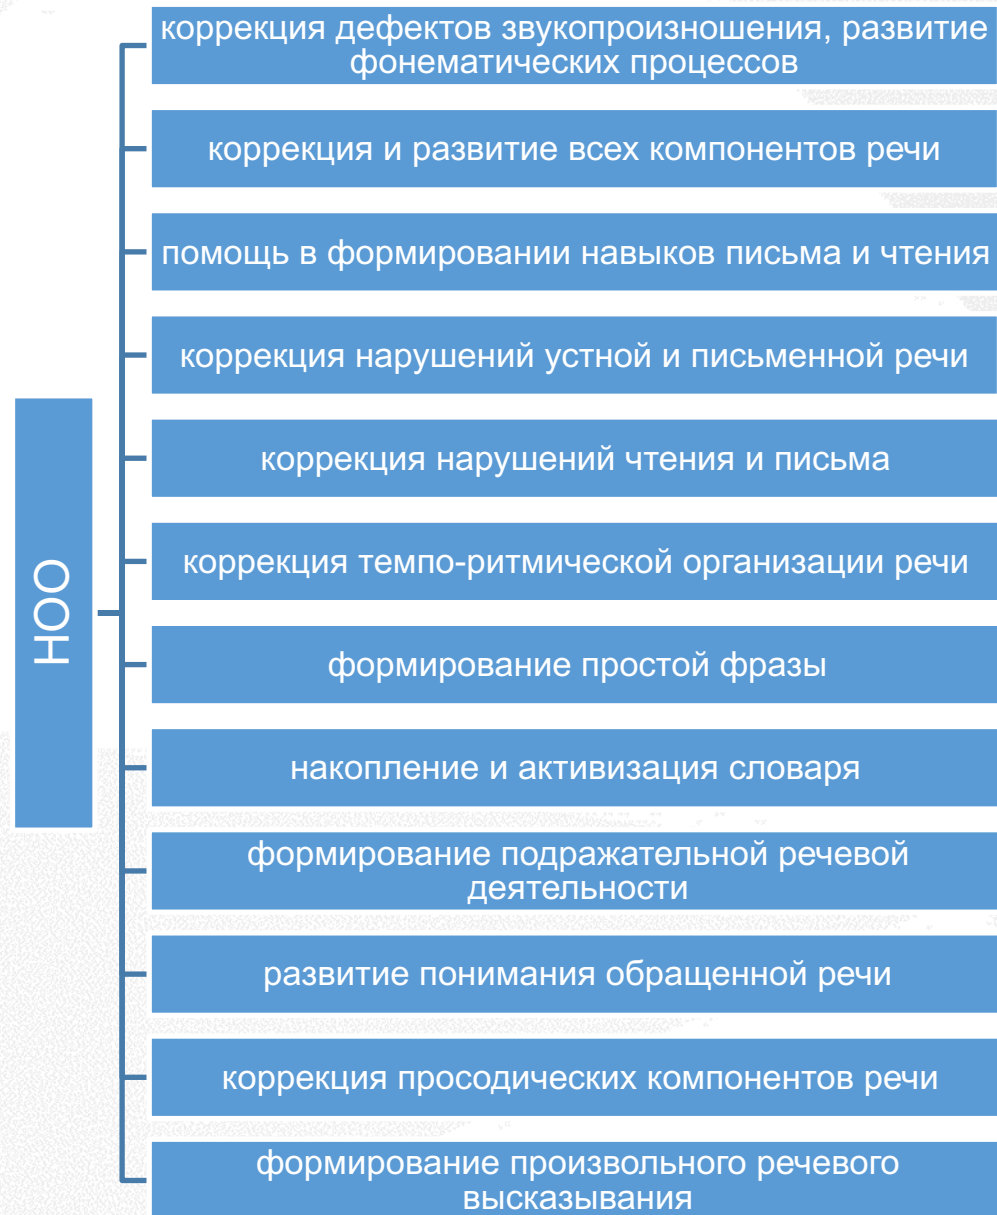 коррекция дефектов звукопроизношения, развитие
фонематических процессов
коррекция и развитие всех компонентов речи
помощь в формировании навыков письма и чтения
коррекция нарушений устной и письменной речи
коррекция нарушений чтения и письма
коррекция темпо-ритмической организации речи
НОО
формирование простой фразы
накопление и активизация словаря
формирование подражательной речевой
деятельности
развитие понимания обращенной речи
коррекция просодических компонентов речи
формирование произвольного речевого
высказывания